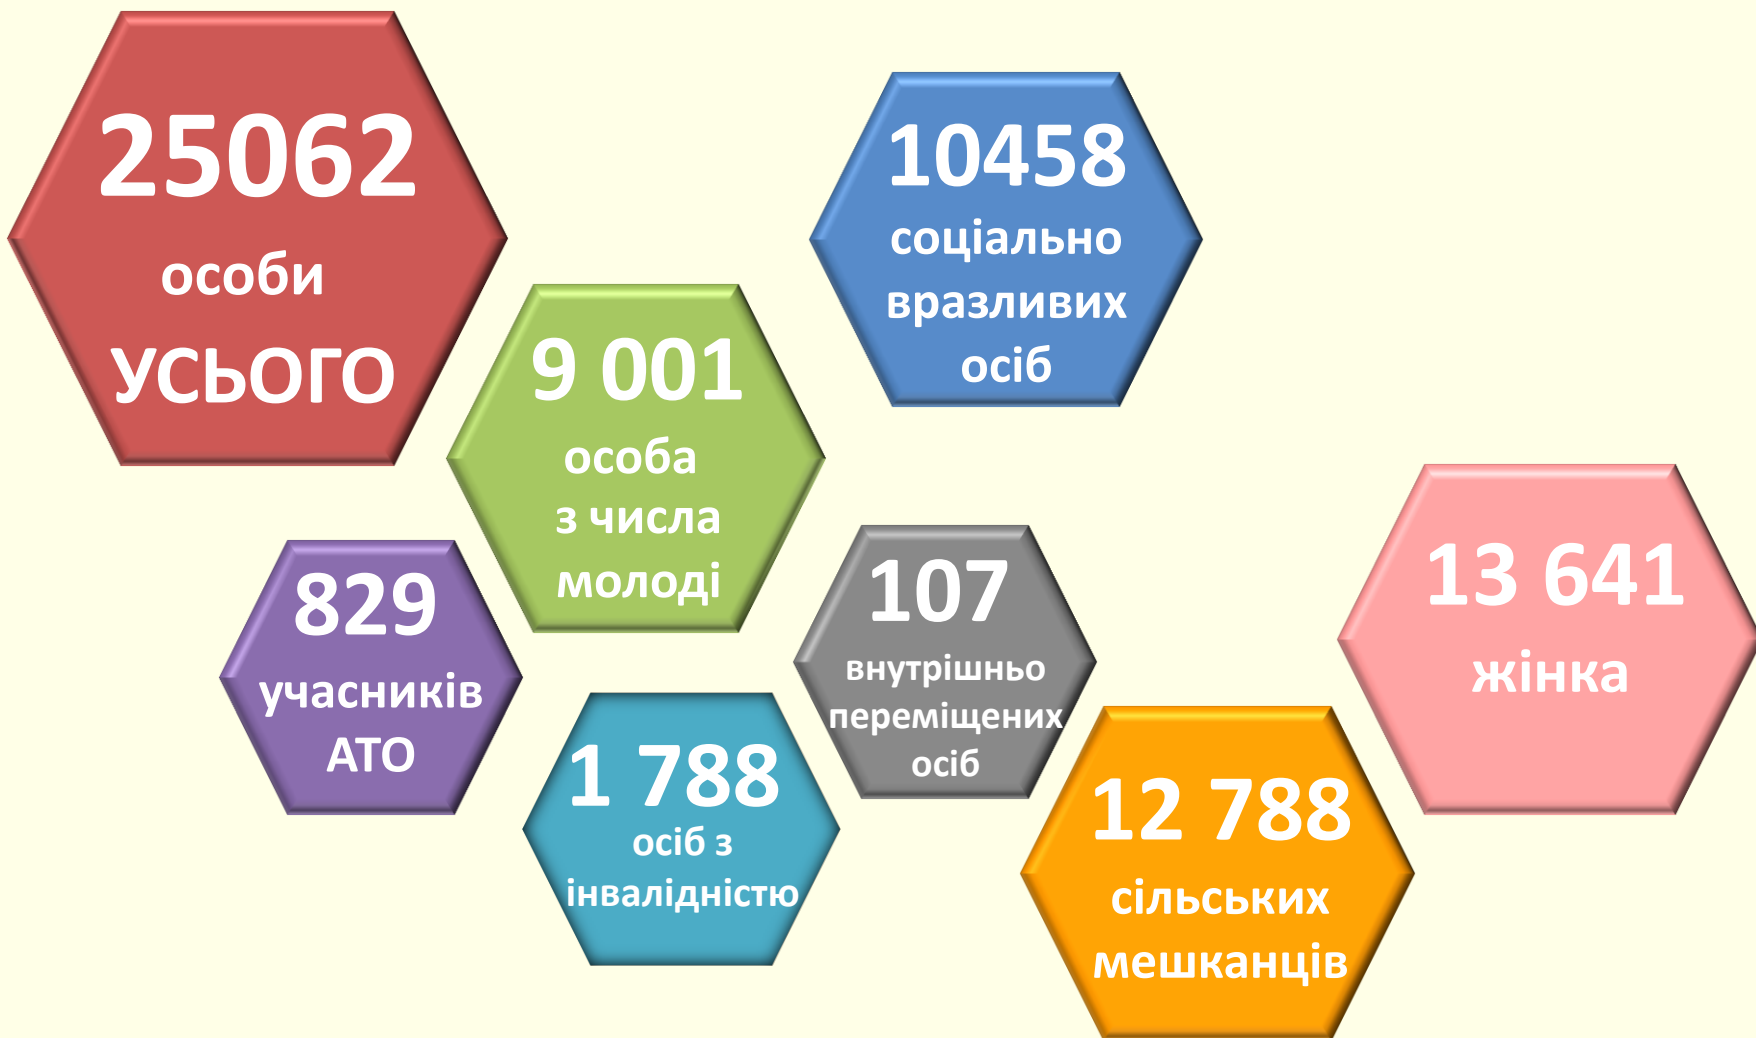 25062
особи
УСЬОГО
10458
соціально
вразливих
осіб
9 001
особа
з числа
молоді
829
учасників
АТО
107
внутрішньо
переміщених
осіб
13 641
жінка
1 788
осіб з
інвалідністю
12 788
сільських
мешканців